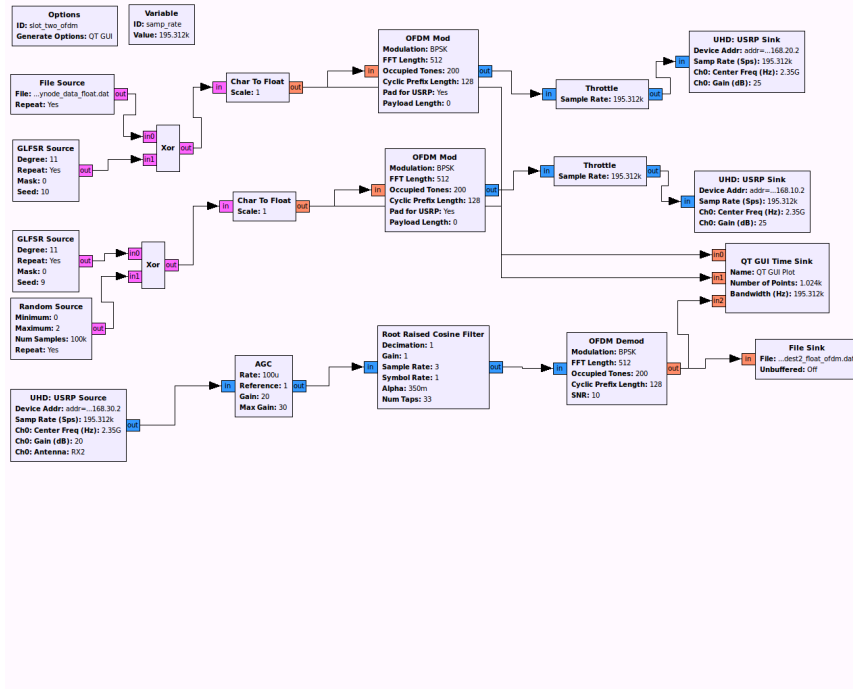 Options
ID: slot_two_ofdm
Generate Options: QT GUI
Variable
ID: samp_rate
Value: 195.312k
File Source
File: ...ynode_data_float.dat
Repeat: Yes
out
GLFSR Source
Degree: 11
Repeat: Yes
Mask: 0
Seed: 10
out
in0
in1
Xor
out
in
Char To Float
Scale: 1
out
in
OFDM Mod
Modulation: BPSK
FFT Length: 512
Occupied Tones: 200
Cyclic Prefix Length: 128
Pad for USRP: Yes
Payload Length: 0
out
in
Throttle
Sample Rate: 195.312k
out
in
UHD: USRP Sink
Device Addr: addr=...168.20.2
Samp Rate (Sps): 195.312k
Ch0: Center Freq (Hz): 2.35G
Ch0: Gain (dB): 25
GLFSR Source
Degree: 11
Repeat: Yes
Mask: 0
Seed: 9
out
Random Source
Minimum: 0
Maximum: 2
Num Samples: 100k
Repeat: Yes
out
in0
in1
Xor
out
in
Char To Float
Scale: 1
out
in
OFDM Mod
Modulation: BPSK
FFT Length: 512
Occupied Tones: 200
Cyclic Prefix Length: 128
Pad for USRP: Yes
Payload Length: 0
out
in
Throttle
Sample Rate: 195.312k
out
in
UHD: USRP Sink
Device Addr: addr=...168.10.2
Samp Rate (Sps): 195.312k
Ch0: Center Freq (Hz): 2.35G
Ch0: Gain (dB): 25
in0
in1
in2
QT GUI Time Sink
Name: QT GUI Plot
Number of Points: 1.024k
Bandwidth (Hz): 195.312k
UHD: USRP Source
Device Addr: addr=...168.30.2
Samp Rate (Sps): 195.312k
Ch0: Center Freq (Hz): 2.35G
Ch0: Gain (dB): 20
Ch0: Antenna: RX2
out
in
AGC
Rate: 100u
Reference: 1
Gain: 20
Max Gain: 30
out
in
Root Raised Cosine Filter
Decimation: 1
Gain: 1
Sample Rate: 3
Symbol Rate: 1
Alpha: 350m
Num Taps: 33
out
in
OFDM Demod
Modulation: BPSK
FFT Length: 512
Occupied Tones: 200
Cyclic Prefix Length: 128
SNR: 10
out
in
File Sink
File: ...dest2_float_ofdm.dat
Unbuffered: Off